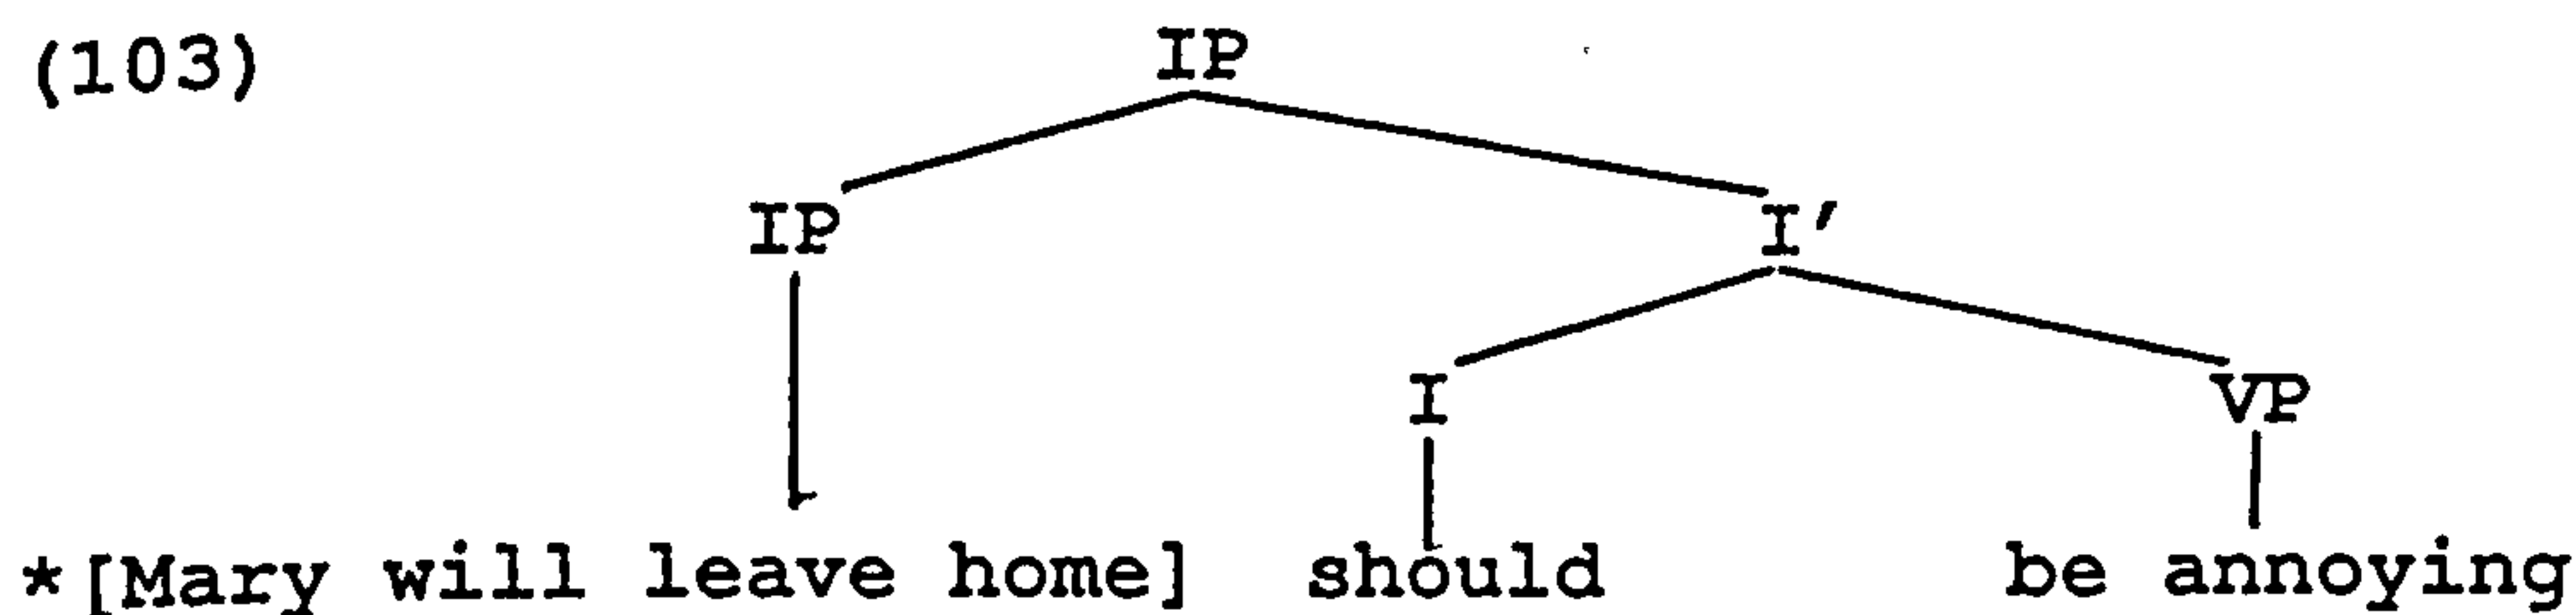 (103) IP
IP I'
I VP
*[Mary will leave home] should be annoying